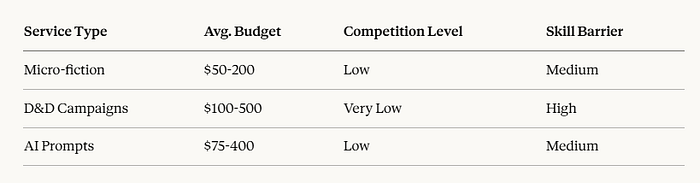 Service Type Avg. Budget Competition Level Skill Barrier
Micro-fiction $50-200 Low Medium
D&D Campaigns $100-500 Very Low High
AI Prompts $75-400 Low Medium